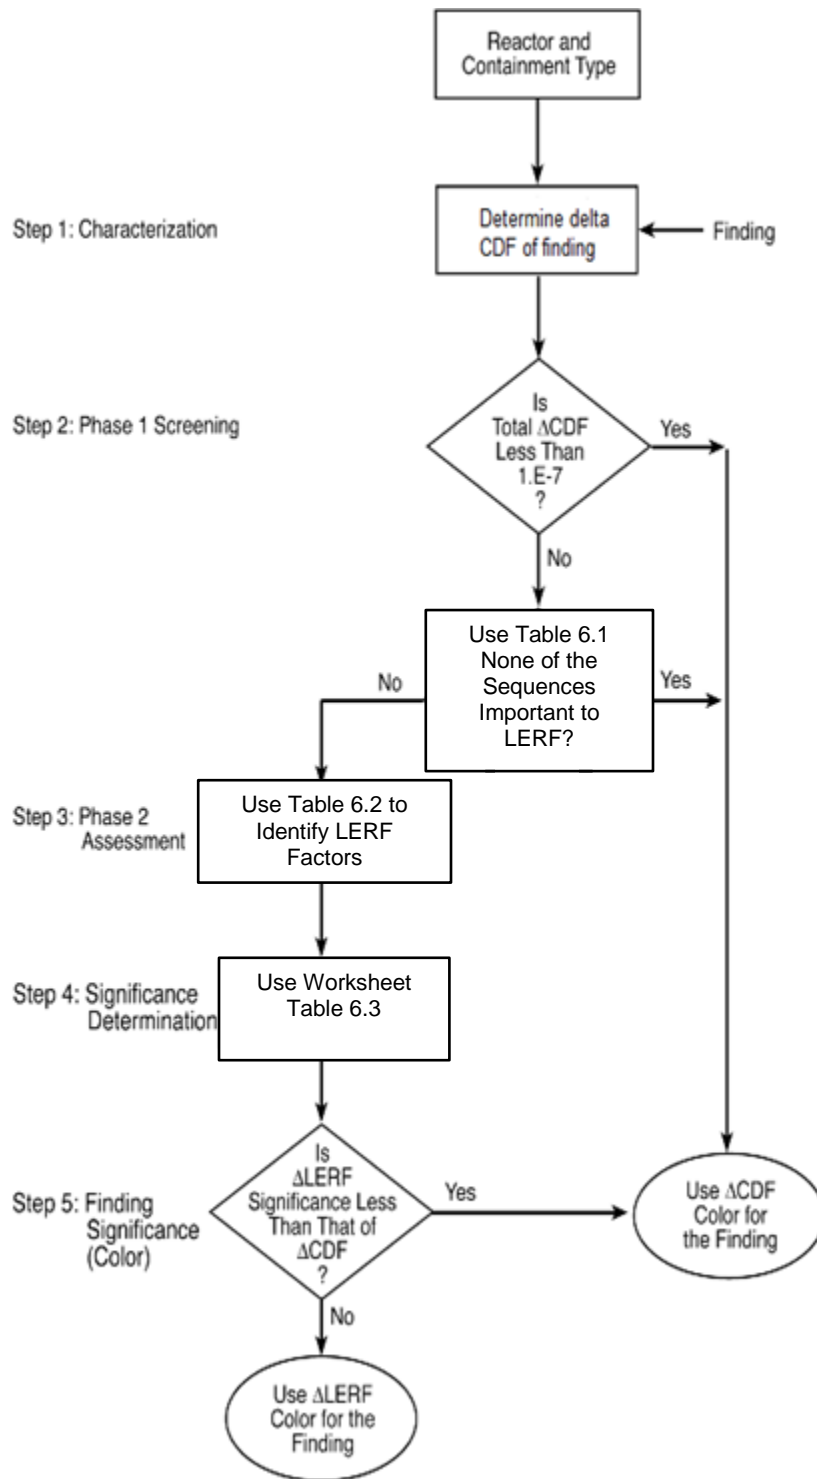 Reactor and
Containment Type
Step 1: Characterization
Determine delta
CDF of finding
Finding
Step 2: Phase 1 Screening
Is
Total ΔCDF
Less Than
1.E-7
?
Yes
No
Use Table 6.1
None of the
Sequences
Important to
LERF?
No
Yes
Step 3: Phase 2
Assessment
Use Table 6.2 to
Identify LERF
Factors
Step 4: Significance
Determination
Use Worksheet
Table 6.3
Step 5: Finding
Significance
(Color)
Is
ΔLERF
Significance Less
Than That of
ΔCDF
?
Yes
Use ΔCDF
Color for
the Finding
No
Use ΔLERF
Color for the
Finding